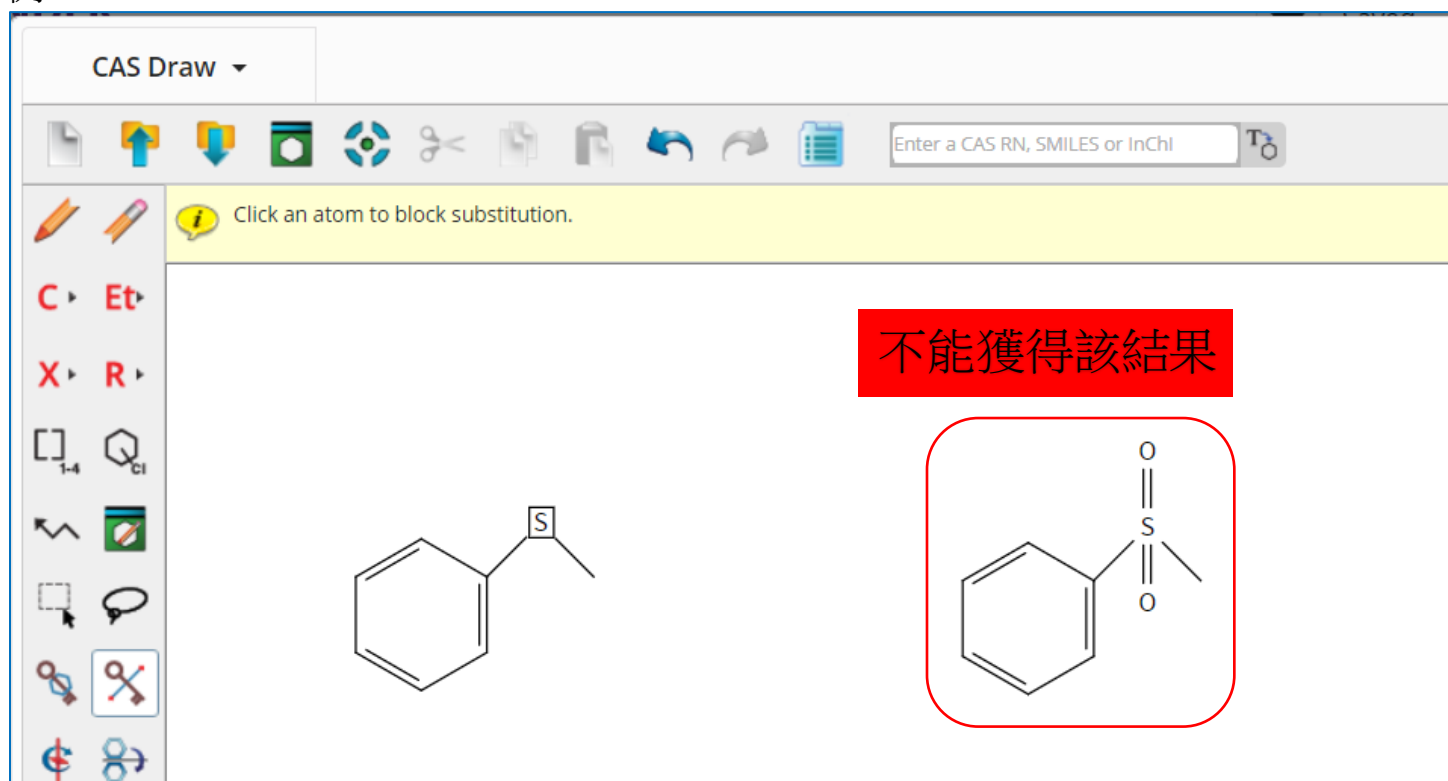 CAS Draw
Enter a CAS RN, SMILES or InChI
Click an atom to block substitution.
C Et
X R
1-4 Cl
不能獲得該結果
O
S
S
O